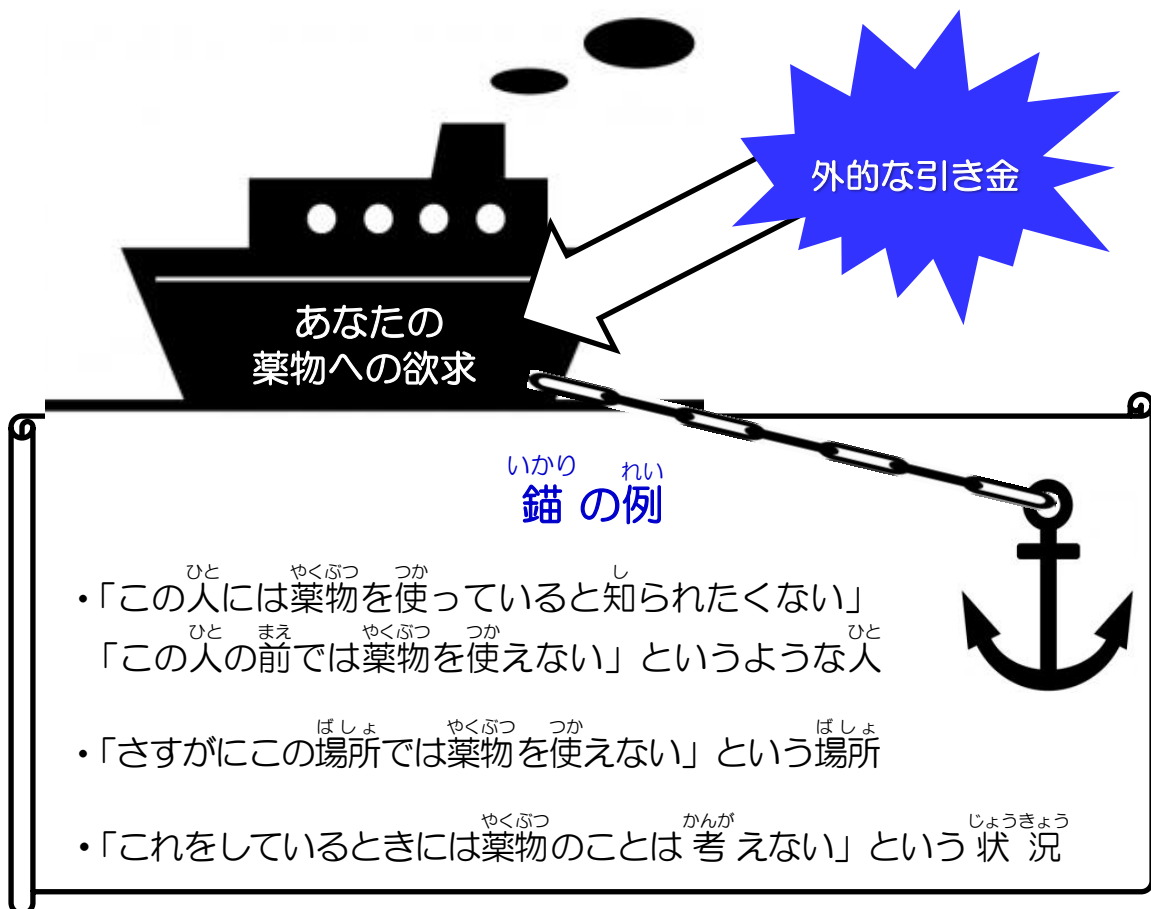 外的な引き金
あなたの
薬物への欲求
いかり れい
錨の例
ひと やくぶつ つか し
・「この人には薬物を使っていると知られたくない」
ひと まえ やくぶつ つか ひと
「この人の前では薬物を使えない」というような人
ばしょ やくぶつ つか ばしょ
・「さすがにこの場所では薬物を使えない」という場所
やくぶつ かんが じょうきょう
・「これをしているときには薬物のことは考えない」という状況